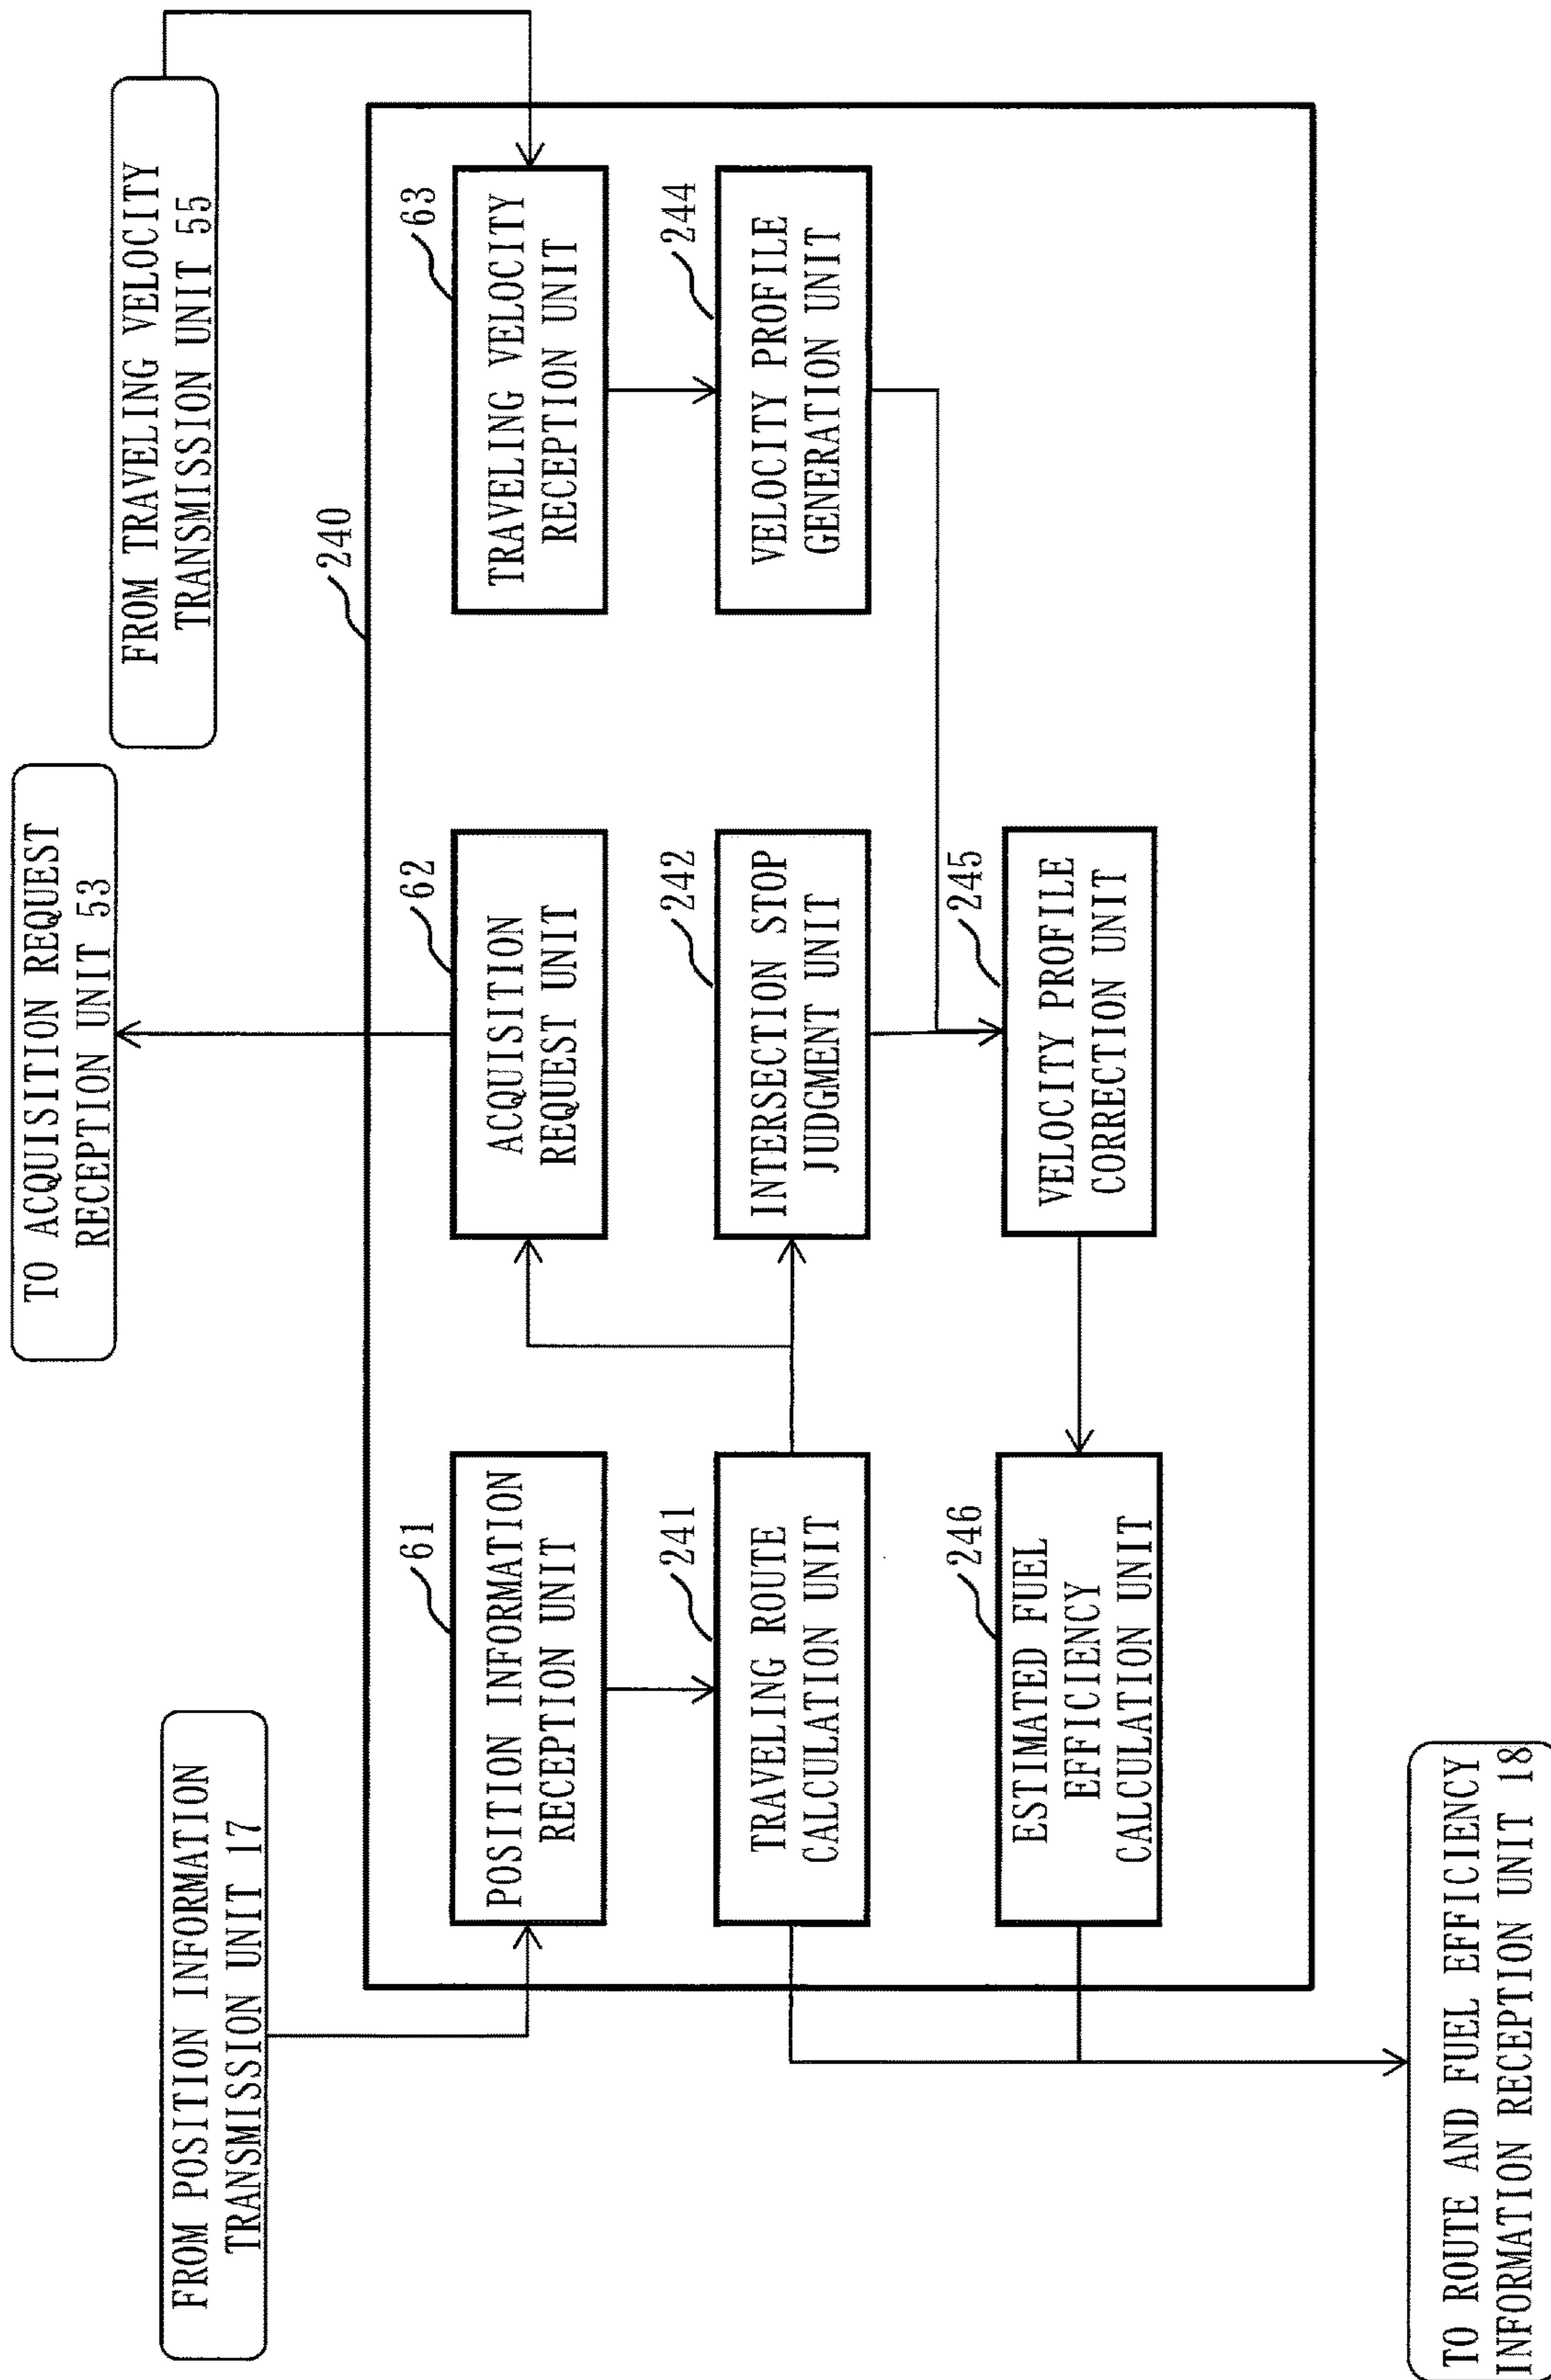 FROM POSITION INFORMATION
TRANSMISSION UNIT 17
TO ACQUISITION REQUEST
RECEPTION UNIT 53
FROM TRAVELING VELOCITY
TRANSMISSION UNIT 55
240
61
POSITION INFORMATION
RECEPTION UNIT
62
ACQUISITION
REQUEST UNIT
63
TRAVELING VELOCITY
RECEPTION UNIT
241
TRAVELING ROUTE
CALCULATION UNIT
242
INTERSECTION STOP
JUDGMENT UNIT
244
VELOCITY PROFILE
GENERATION UNIT
246
ESTIMATED FUEL
EFFICIENCY
CALCULATION UNIT
245
VELOCITY PROFILE
CORRECTION UNIT
TO ROUTE AND FUEL EFFICIENCY
INFORMATION RECEPTION UNIT 18